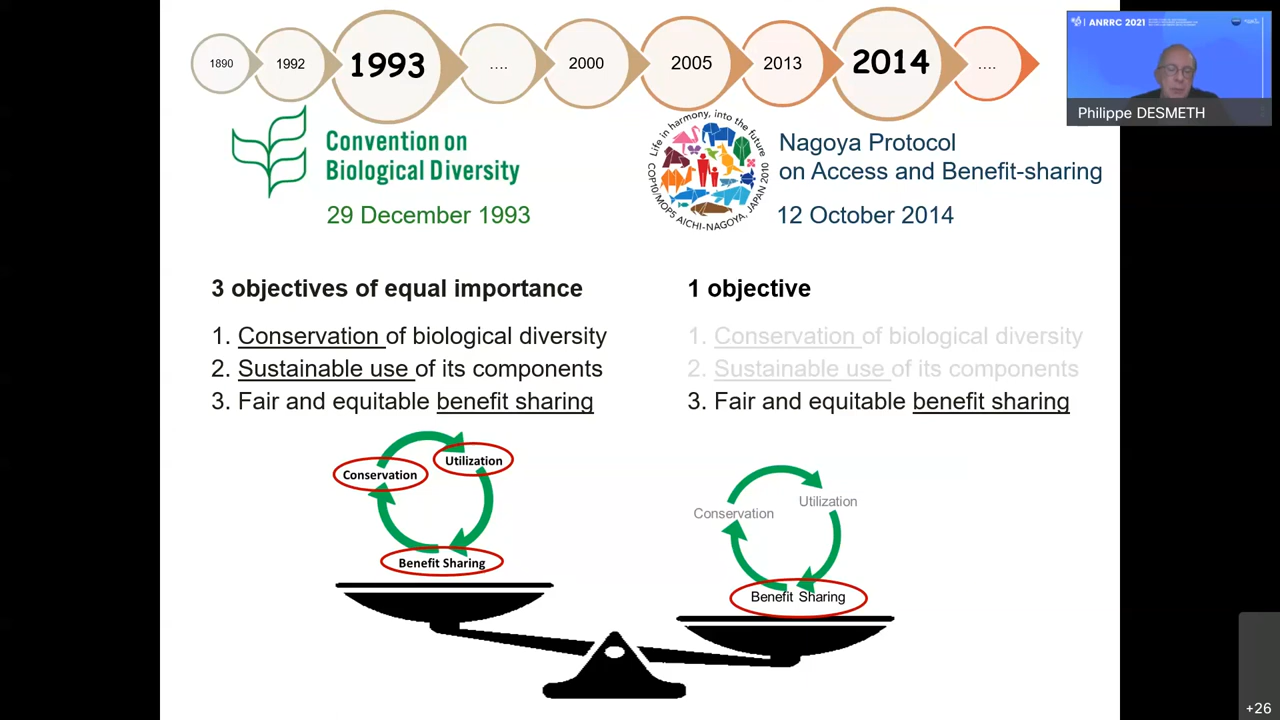 1890
1992
1993
....
2000
2005
2013
2014
....
ANRRC 2021
Philippe DESMETH
Convention on
Biological Diversity
29 December 1993
Life in harmony, into the future
COP10/MOP5 AICHI-NAGOYA, JAPAN 2010
Nagoya Protocol
on Access and Benefit-sharing
12 October 2014
3 objectives of equal importance
1. Conservation of biological diversity
2. Sustainable use of its components
3. Fair and equitable benefit sharing
1 objective
1. Conservation of biological diversity
2. Sustainable use of its components
3. Fair and equitable benefit sharing
Utilization
Conservation
Benefit Sharing
Utilization
Conservation
Benefit Sharing
+26